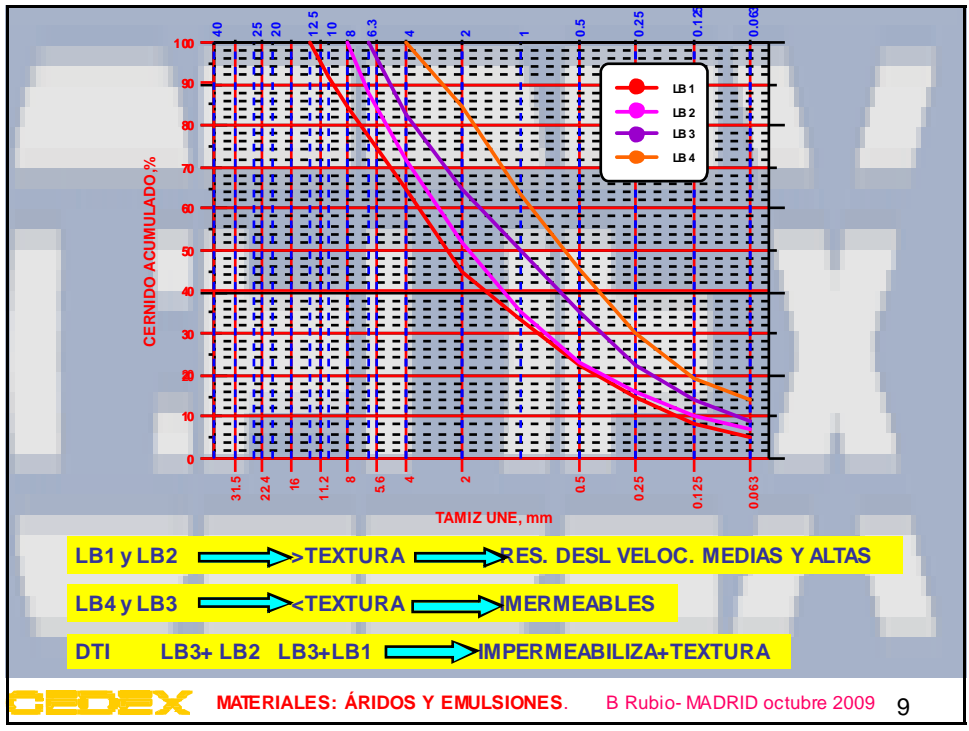 40 25 20 12.5 10 8 6.3 4 2 1 0.5 0.25 0.125 0.063
100
90
80
70
60
50
40
30
20
10
0
CERNIDO ACUMULADO,%
LB 1
LB 2
LB 3
LB 4
31.5 22.4 16 11.2 8 5.6 4 2 0.5 0.25 0.125 0.063
TAMIZ UNE, mm
LB1 y LB2 >TEXTURA RES. DESL VELOC. MEDIAS Y ALTAS
LB4 y LB3 <TEXTURA IMERMEABLES
DTI LB3+ LB2 LB3+LB1 IMPERMEABILIZA+TEXTURA
CEDEX MATERIALES: ÁRIDOS Y EMULSIONES. B Rubio- MADRID octubre 2009 9